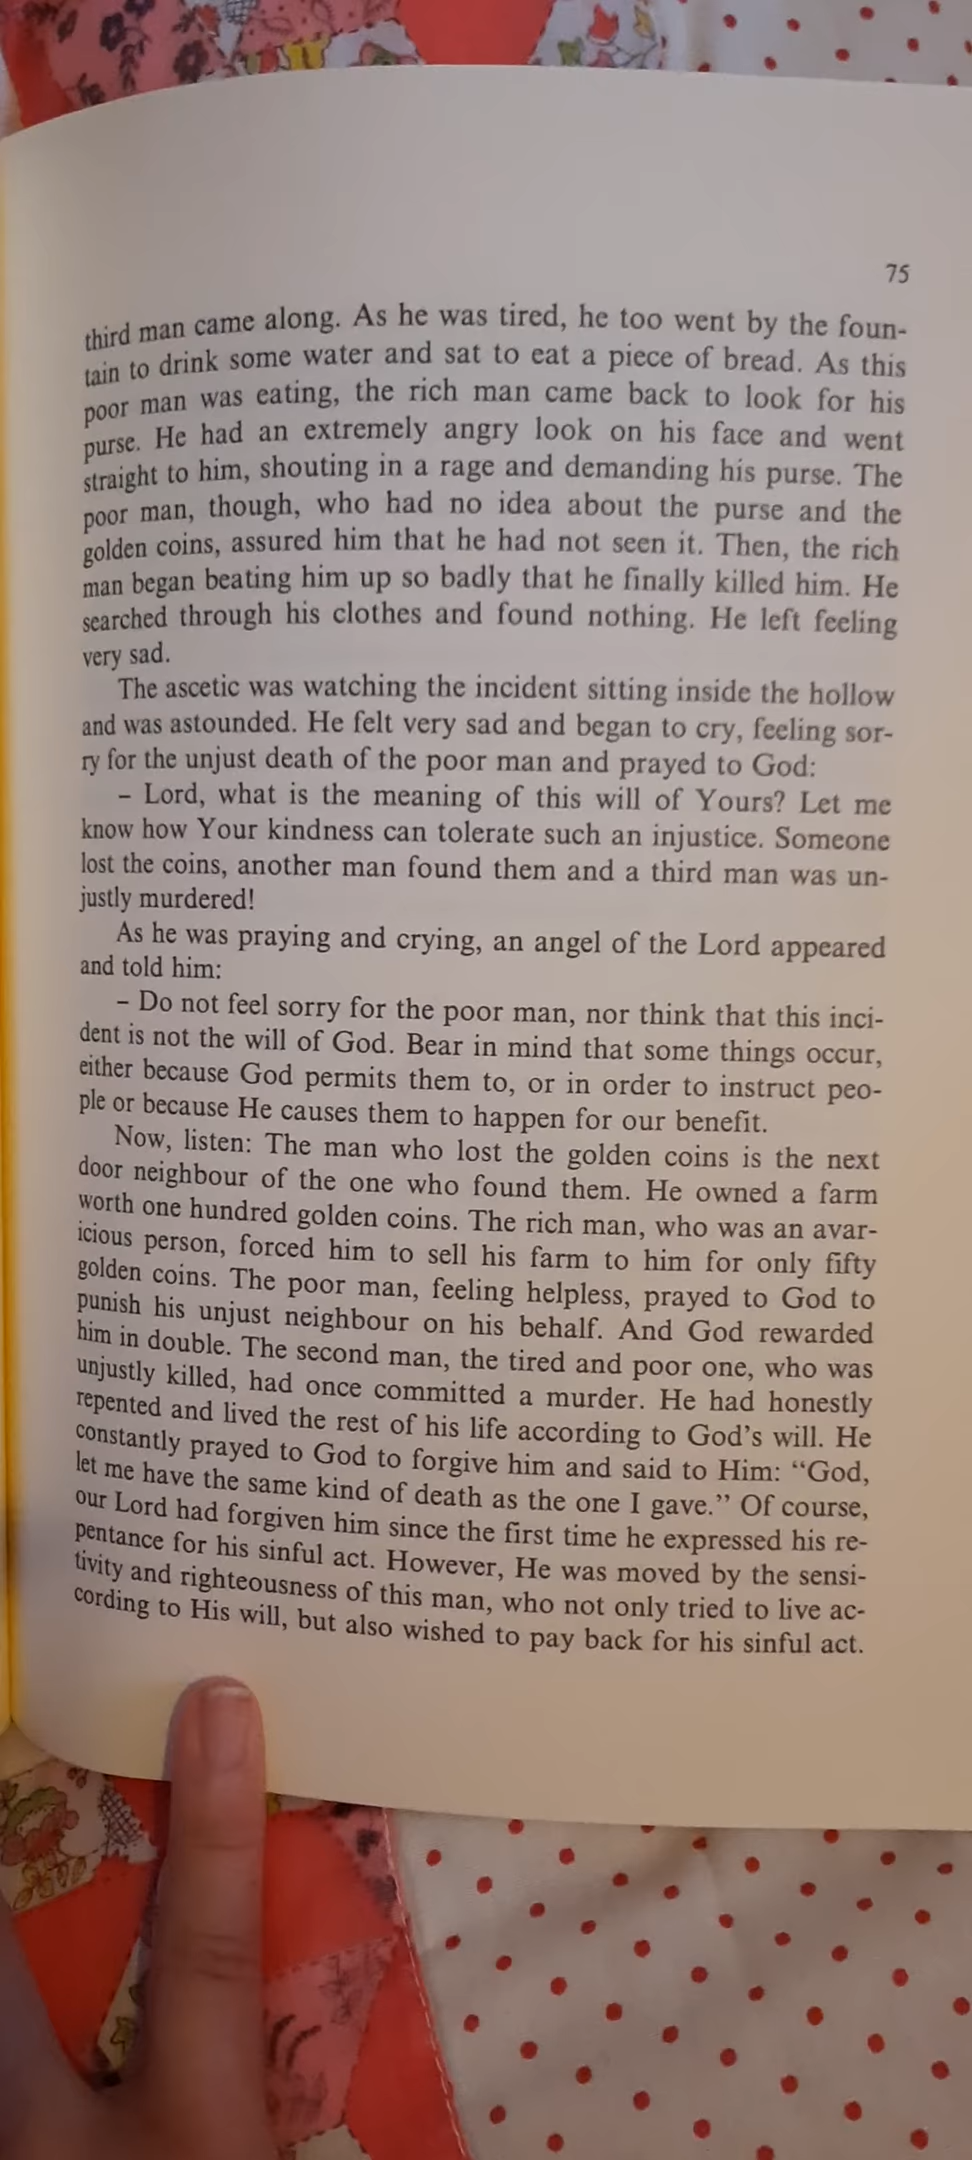 75
third man came along. As he was tired, he too went by the foun-
tain to drink some water and sat to eat a piece of bread. As this
poor man was eating, the rich man came back to look for his
purse. He had an extremely angry look on his face and went
straight to him, shouting in a rage and demanding his purse. The
poor man, though, who had no idea about the purse and the
golden coins, assured him that he had not seen it. Then, the rich
man began beating him up so badly that he finally killed him. He
searched through his clothes and found nothing. He left feeling
very sad.
The ascetic was watching the incident sitting inside the hollow
and was astounded. He felt very sad and began to cry, feeling sor-
ry for the unjust death of the poor man and prayed to God:
– Lord, what is the meaning of this will of Yours? Let me
know how Your kindness can tolerate such an injustice. Someone
lost the coins, another man found them and a third man was un-
justly murdered!
As he was praying and crying, an angel of the Lord appeared
and told him:
– Do not feel sorry for the poor man, nor think that this inci-
dent is not the will of God. Bear in mind that some things occur,
either because God permits them to, or in order to instruct peo-
ple or because He causes them to happen for our benefit.
Now, listen: The man who lost the golden coins is the next
door neighbour of the one who found them. He owned a farm
worth one hundred golden coins. The rich man, who was an avar-
icious person, forced him to sell his farm to him for only fifty
golden coins. The poor man, feeling helpless, prayed to God to
punish his unjust neighbour on his behalf. And God rewarded
him in double. The second man, the tired and poor one, who was
unjustly killed, had once committed a murder. He had honestly
repented and lived the rest of his life according to God's will. He
constantly prayed to God to forgive him and said to Him: “God,
let me have the same kind of death as the one I gave.” Of course,
our Lord had forgiven him since the first time he expressed his re-
pentance for his sinful act. However, He was moved by the sensi-
tivity and righteousness of this man, who not only tried to live ac-
cording to His will, but also wished to pay back for his sinful act.